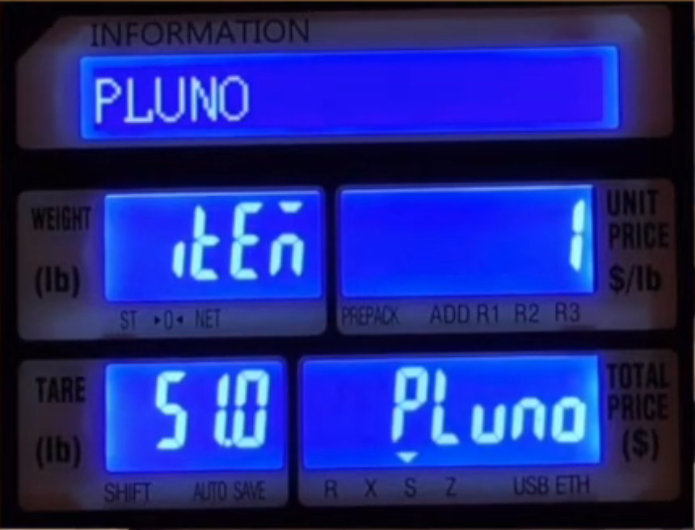 INFORMATION
PLUNO
WEIGHT
(lb)
itEm
1
UNIT
PRICE
$/lb
ST ▸0◂ NET
PREPACK ADD R1 R2 R3
TARE
(lb)
51.0
PLuno
TOTAL
PRICE
($)
SHIFT AUTO SAVE
R X S Z USB ETH